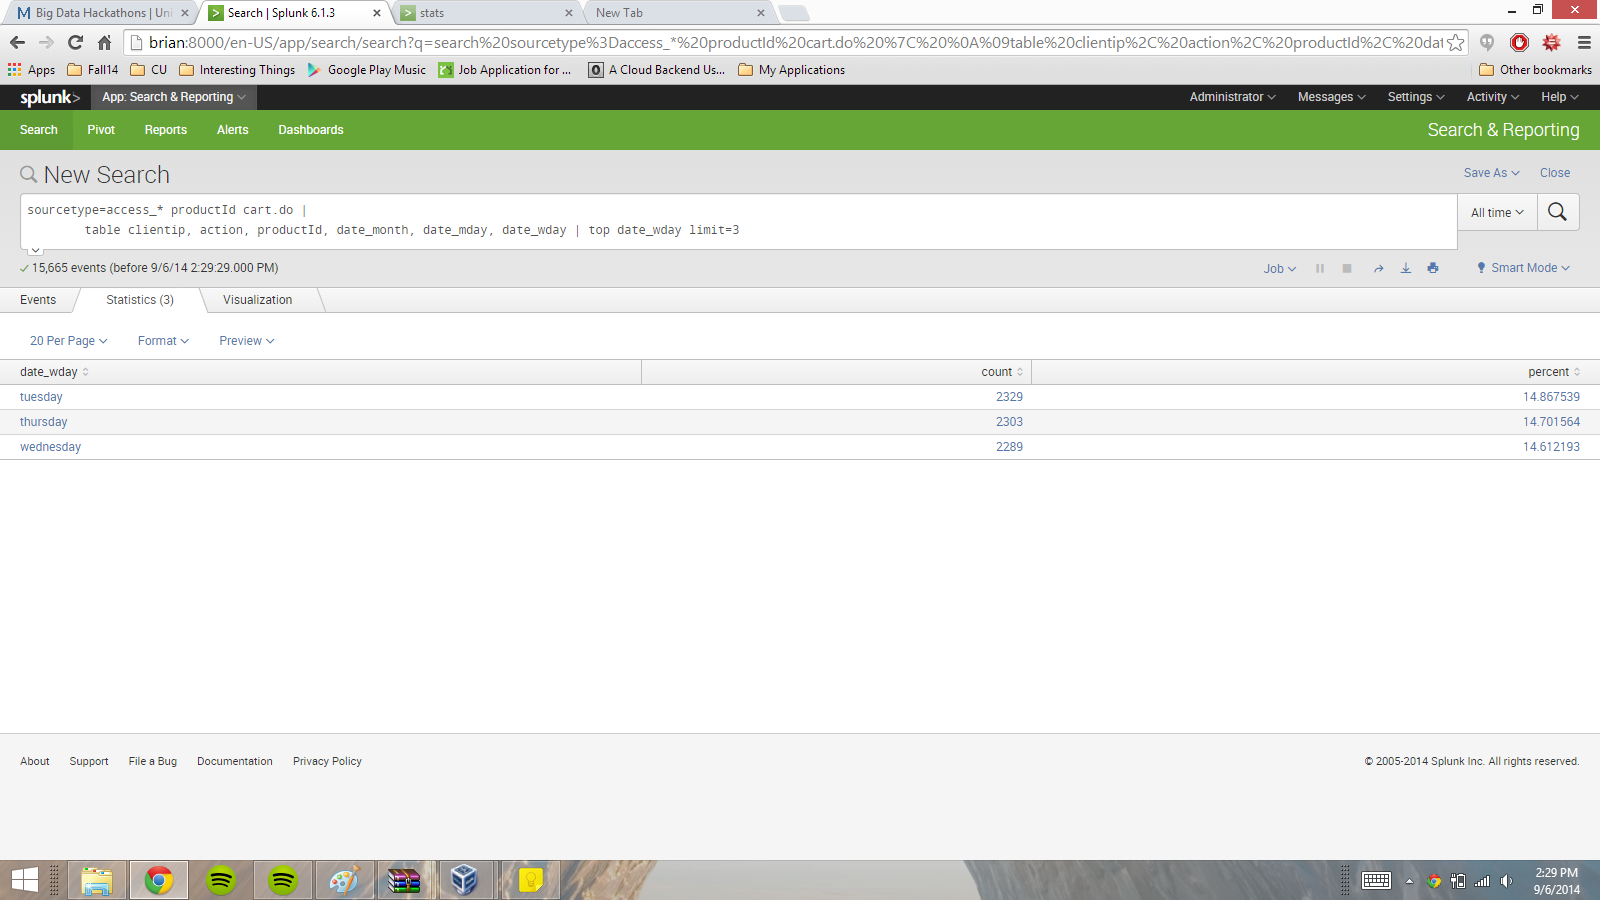 Big Data Hackathons | Uni
Search | Splunk 6.1.3
stats
New Tab
brian:8000/en-US/app/search/search?q=search%20sourcetype%3Daccess_*%20productId%20cart.do%20%7C%20%0A%09table%20clientip%2C%20action%2C%20productId%2C%20dat
Apps
Fall14
CU
Interesting Things
Google Play Music
Job Application for ...
A Cloud Backend Us...
My Applications
Other bookmarks
splunk>
App: Search & Reporting
Administrator
Messages
Settings
Activity
Help
Search
Pivot
Reports
Alerts
Dashboards
Search & Reporting
New Search
Save As
Close
sourcetype=access_* productId cart.do |
table clientip, action, productId, date_month, date_mday, date_wday | top date_wday limit=3
All time
15,665 events (before 9/6/14 2:29:29.000 PM)
Job
Smart Mode
Events
Statistics (3)
Visualization
20 Per Page
Format
Preview
date_wday count percent
tuesday 2329 14.867539
thursday 2303 14.701564
wednesday 2289 14.612193
About
Support
File a Bug
Documentation
Privacy Policy
© 2005-2014 Splunk Inc. All rights reserved.
2:29 PM
9/6/2014